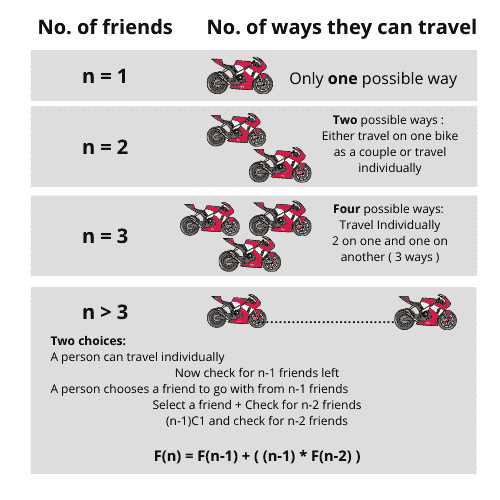 No. of friends No. of ways they can travel
n = 1
Only one possible way
n = 2
Two possible ways :
Either travel on one bike
as a couple or travel
individually
n = 3
Four possible ways:
Travel Individually
2 on one and one on
another ( 3 ways )
n > 3
Two choices:
A person can travel individually
Now check for n-1 friends left
A person chooses a friend to go with from n-1 friends
Select a friend + Check for n-2 friends
(n-1)C1 and check for n-2 friends
F(n) = F(n-1) + ( (n-1) * F(n-2) )